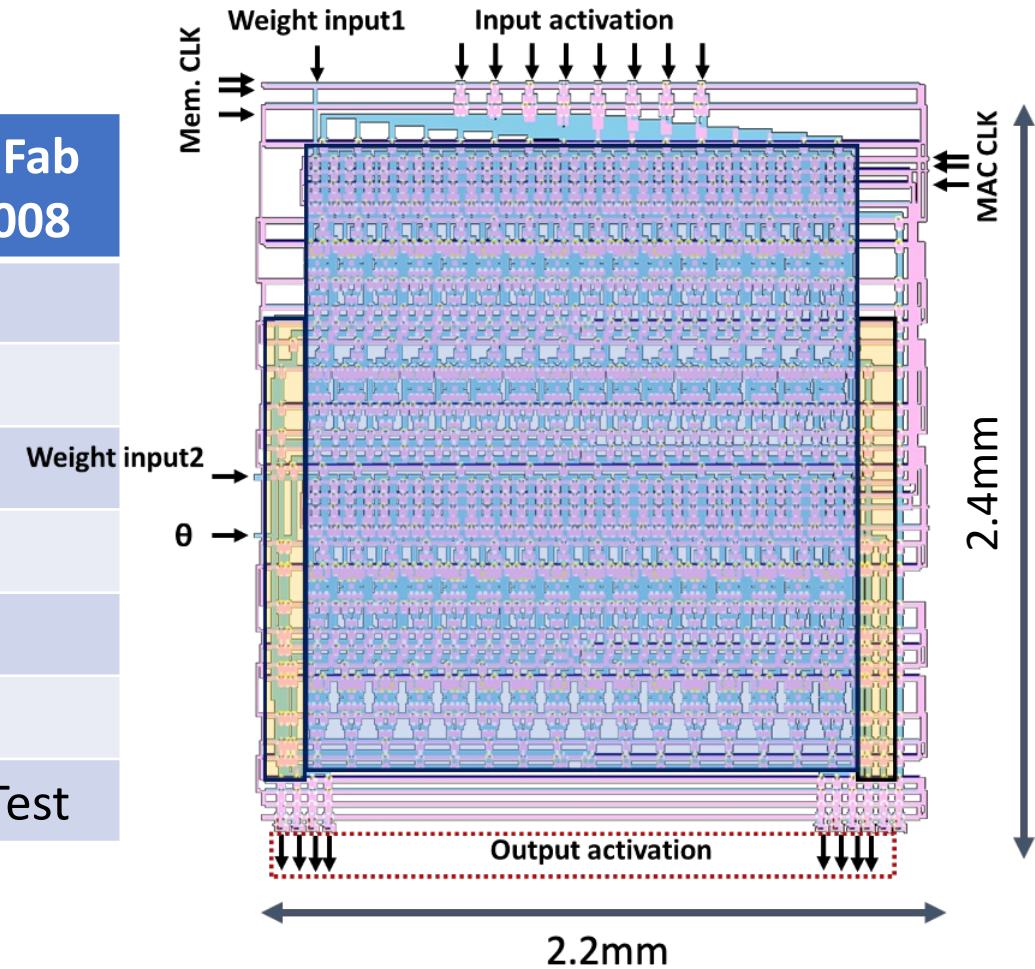 Weight input1
Input activation
Mem. CLK
Fab
008
MAC CLK
Weight input2
θ
2.4mm
Test
Output activation
2.2mm